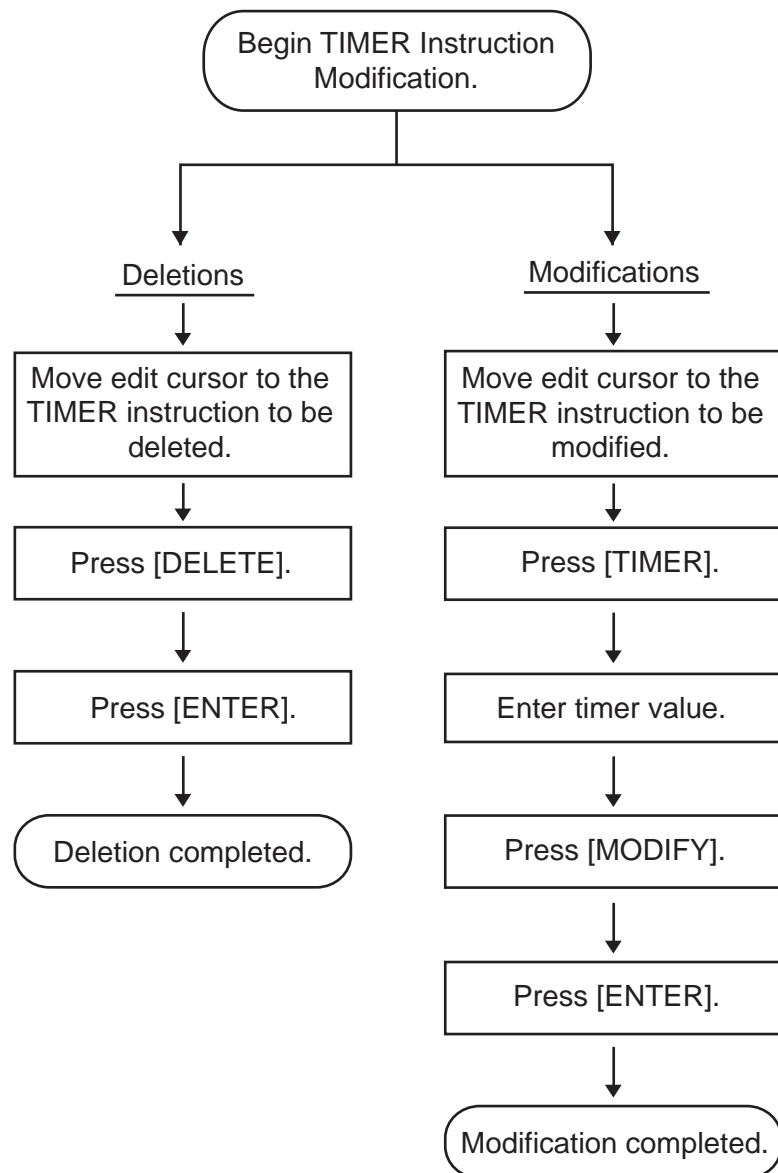 Begin TIMER Instruction
Modification.
Deletions
Move edit cursor to the
TIMER instruction to be
deleted.
Press [DELETE].
Press [ENTER].
Deletion completed.
Modifications
Move edit cursor to the
TIMER instruction to be
modified.
Press [TIMER].
Enter timer value.
Press [MODIFY].
Press [ENTER].
Modification completed.